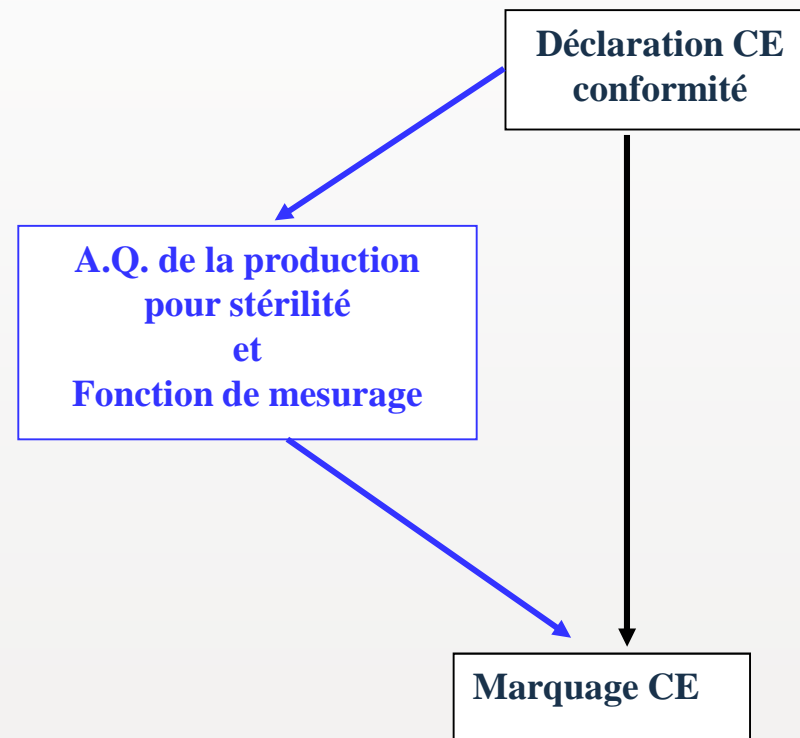 Déclaration CE
conformité
A.Q. de la production
pour stérilité
et
Fonction de mesurage
Marquage CE